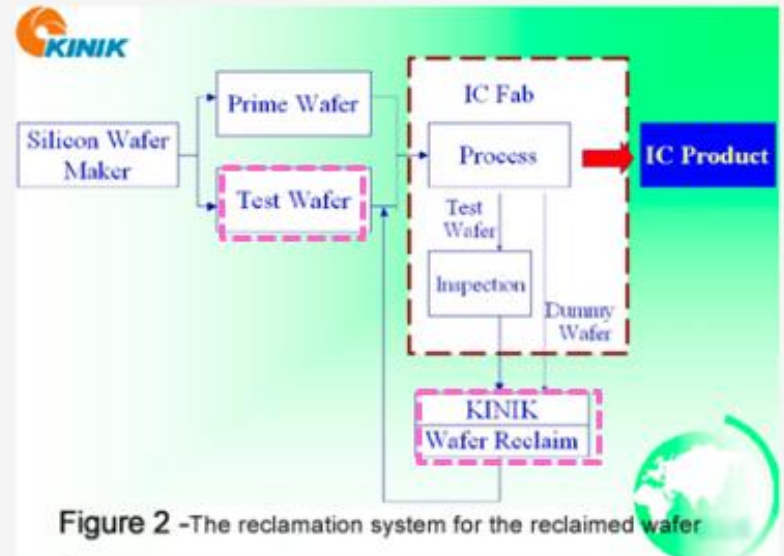 KINIK
Silicon Wafer
Maker
Prime Wafer
Test Wafer
IC Fab
Process
IC Product
Test
Wafer
Inspection
Dummy
Wafer
KINIK
Wafer Reclaim
Figure 2 -The reclamation system for the reclaimed wafer